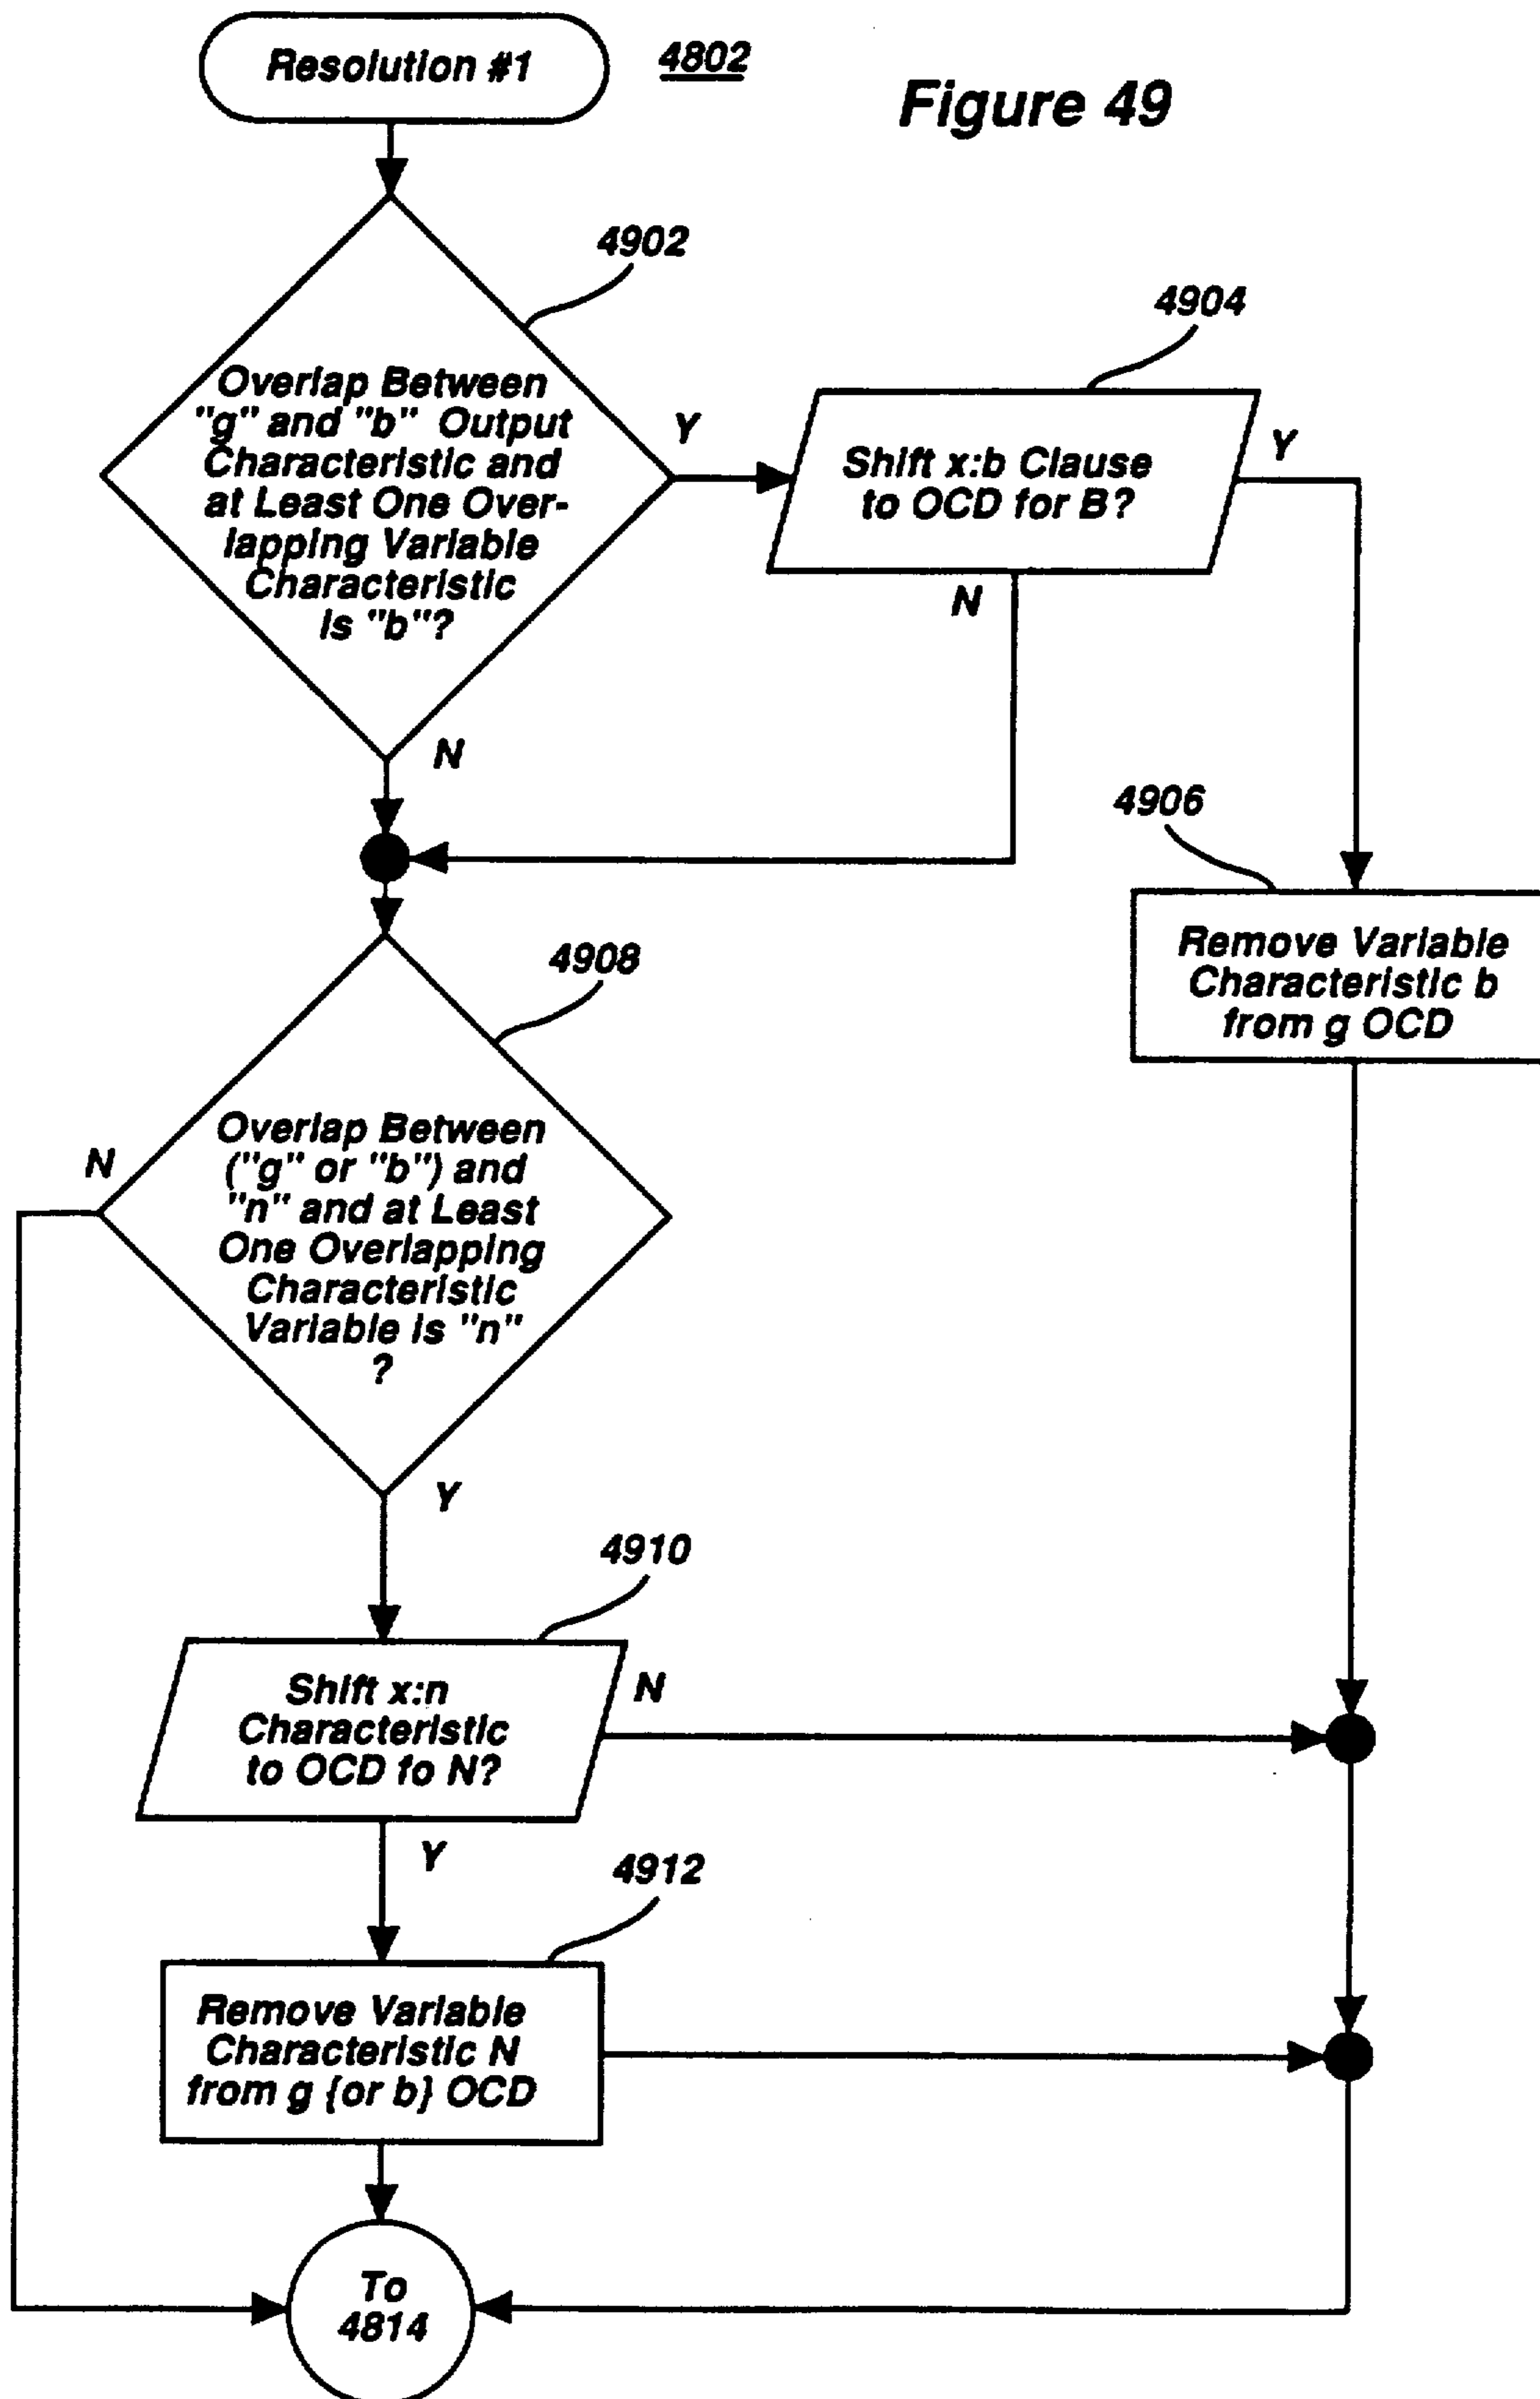 Resolution #1
4802
Figure 49
4902
Overlap Between
"g" and "b" Output
Characteristic and
at Least One Over-
lapping Variable
Characteristic
is "b"?
Y
N
4904
Shift x:b Clause
to OCD for B?
Y
N
4906
Remove Variable
Characteristic b
from g OCD
4908
Overlap Between
("g" or "b") and
"n" and at Least
One Overlapping
Characteristic
Variable is "n"
?
N
Y
4910
Shift x:n
Characteristic
to OCD fo N?
N
Y
4912
Remove Variable
Characteristic N
from g {or b} OCD
To
4814